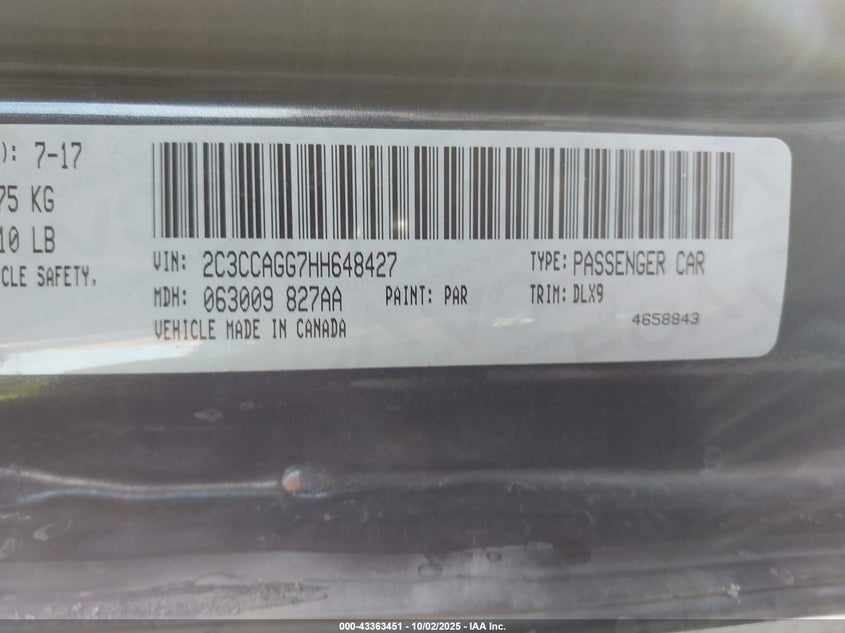 ): 7-17
75 KG
10 LB
CLE SAFETY,
VIN: 2C3CCAGG7HH648427 TYPE: PASSENGER CAR
MDH: 063009 827AA PAINT: PAR TRIM: DLX9
VEHICLE MADE IN CANADA 4658843
000-43363451 - 10/02/2025 - IAA Inc.